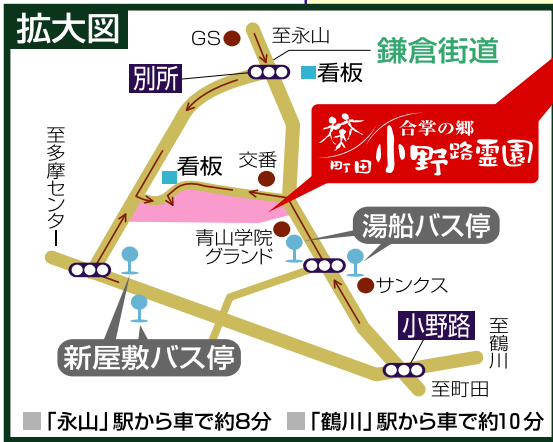 拡大図
GS
至永山
鎌倉街道
別所
看板
合掌の郷
町田 小野路霊園
至多摩センター
看板
交番
湯船バス停
青山学院
グランド
サンクス
新屋敷バス停
小野路
至鶴川
至町田
「永山」駅から車で約8分
「鶴川」駅から車で約10分